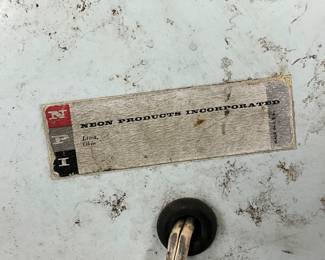 N
P
I
NEON PRODUCTS INCORPORATED
Lima,
Ohio